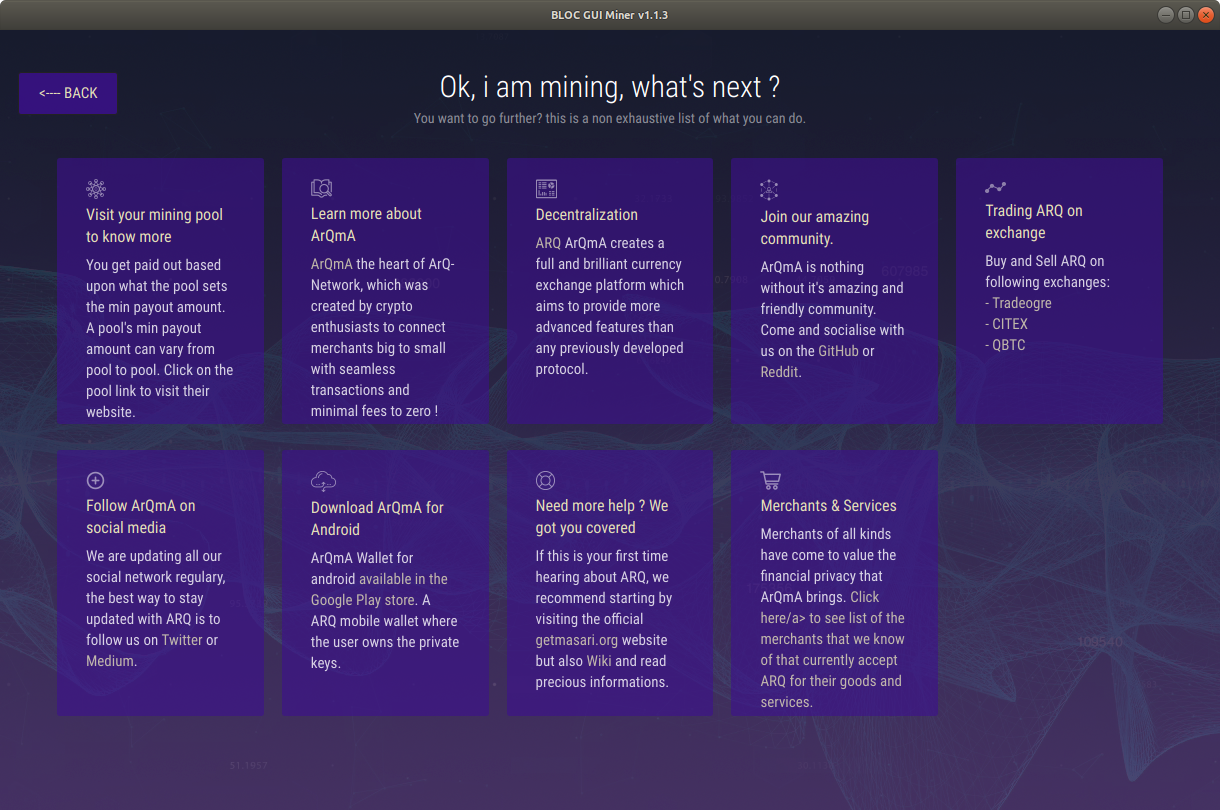 BLOC GUI Miner v1.1.3
<---- BACK
Ok, i am mining, what's next ?
You want to go further? this is a non exhaustive list of what you can do.
Visit your mining pool
to know more
You get paid out based
upon what the pool sets
the min payout amount.
A pool's min payout
amount can vary from
pool to pool. Click on the
pool link to visit their
website.
Learn more about
ArQmA
ArQmA the heart of ArQ-
Network, which was
created by crypto
enthusiasts to connect
merchants big to small
with seamless
transactions and
minimal fees to zero !
Decentralization
ARQ ArQmA creates a
full and brilliant currency
exchange platform which
aims to provide more
advanced features than
any previously developed
protocol.
Join our amazing
community.
ArQmA is nothing
without it's amazing and
friendly community.
Come and socialise with
us on the GitHub or
Reddit.
607985
Trading ARQ on
exchange
Buy and Sell ARQ on
following exchanges:
- Tradeogre
- CITEX
- QBTC
Follow ArQmA on
social media
We are updating all our
social network regulary,
the best way to stay
updated with ARQ is to
follow us on Twitter or
Medium.
Download ArQmA for
Android
ArQmA Wallet for
android available in the
Google Play store. A
ARQ mobile wallet where
the user owns the private
keys.
Need more help ? We
got you covered
If this is your first time
hearing about ARQ, we
recommend starting by
visiting the official
getmasari.org website
but also Wiki and read
precious informations.
Merchants & Services
Merchants of all kinds
have come to value the
financial privacy that
ArQmA brings. Click
here/a> to see list of the
merchants that we know
of that currently accept
ARQ for their goods and
services.
109540
51.1957